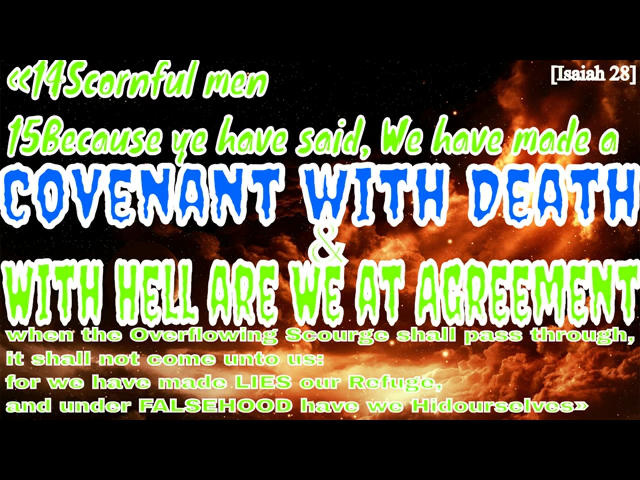 «14Scornful men
[Isaiah 28]
15Because ye have said, We have made a
COVENANT WITH DEATH
&
WITH HELL ARE WE AT AGREEMENT
when the Overflowing Scourge shall pass through,
it shall not come unto us:
for we have made LIES our Refuge,
and under FALSEHOOD have we Hidourselves»